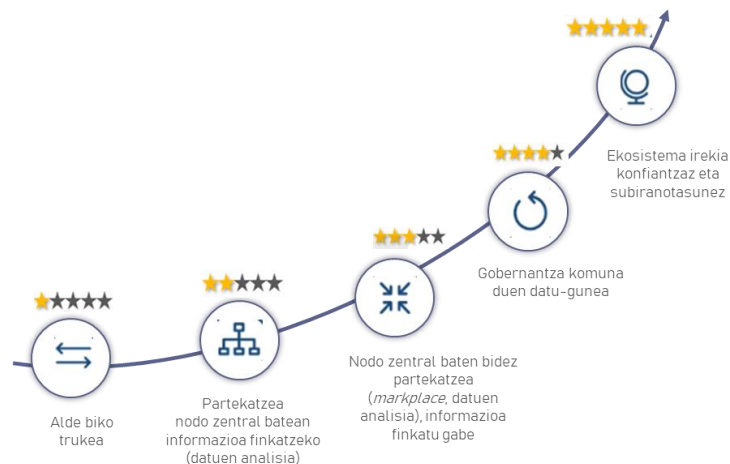 Alde biko
trukea
Partekatzea
nodo zentral batean
informazioa finkatzeko
(datuen analisia)
Nodo zentral baten bidez
partekatzea
(markplace, datuen
analisia), informazioa
finkatu gabe
Gobernantza komuna
duen datu-gunea
Ekosistema irekia
konfiantzaz eta
subiranotasunez